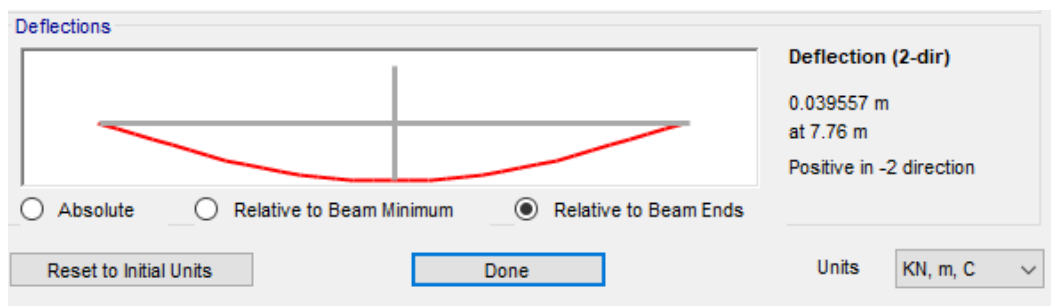 Deflections
Deflection (2-dir)
0.039557 m
at 7.76 m
Positive in -2 direction
Absolute
Relative to Beam Minimum
Relative to Beam Ends
Reset to Initial Units
Done
Units
KN, m, C